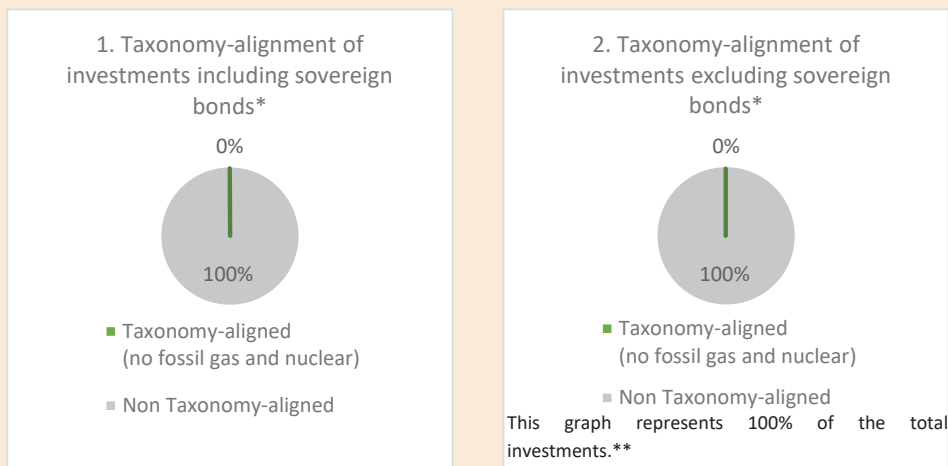 1. Taxonomy-alignment of
investments including sovereign
bonds*
0%
100%
Taxonomy-aligned
(no fossil gas and nuclear)
Non Taxonomy-aligned
2. Taxonomy-alignment of
investments excluding sovereign
bonds*
0%
100%
Taxonomy-aligned
(no fossil gas and nuclear)
Non Taxonomy-aligned
This graph represents 100% of the total
investments.**